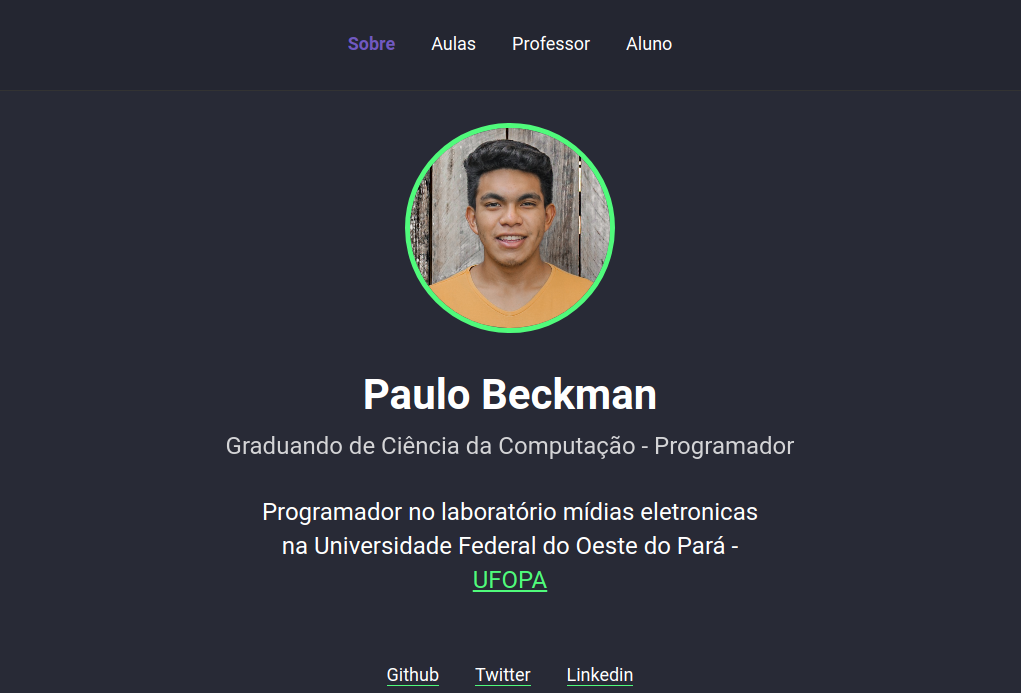 Sobre Aulas Professor Aluno
Paulo Beckman
Graduando de Ciência da Computação - Programador
Programador no laboratório mídias eletronicas
na Universidade Federal do Oeste do Pará -
UFOPA
Github Twitter Linkedin